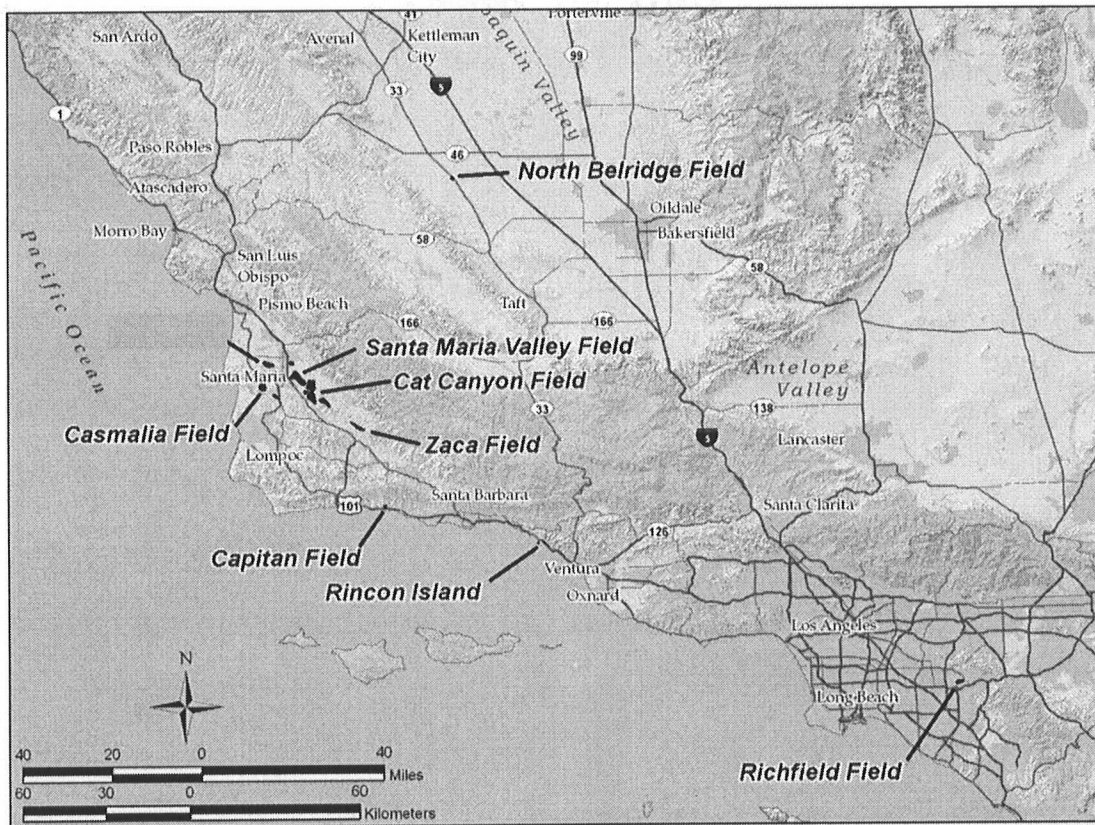 41
Porterville
San Ardo
Avenal
Kettleman
City
Joaquin Valley
99
5
33
1
Paso Robles
46
North Belridge Field
Atascadero
Oildale
Bakersfield
Morro Bay
58
San Luis
Obispo
58
Pacific Ocean
Pismo Beach
Taft
166
166
Santa Maria Valley Field
Santa Maria
Cat Canyon Field
Antelope
Valley
33
138
Casmalia Field
Zaca Field
5
Lancaster
Lompoc
Santa Barbara
101
Santa Clarita
126
Capitan Field
Rincon Island
Ventura
Oxnard
Los Angeles
N
Long Beach
40 20 0 40
Miles
Richfield Field
60 30 0 60
Kilometers